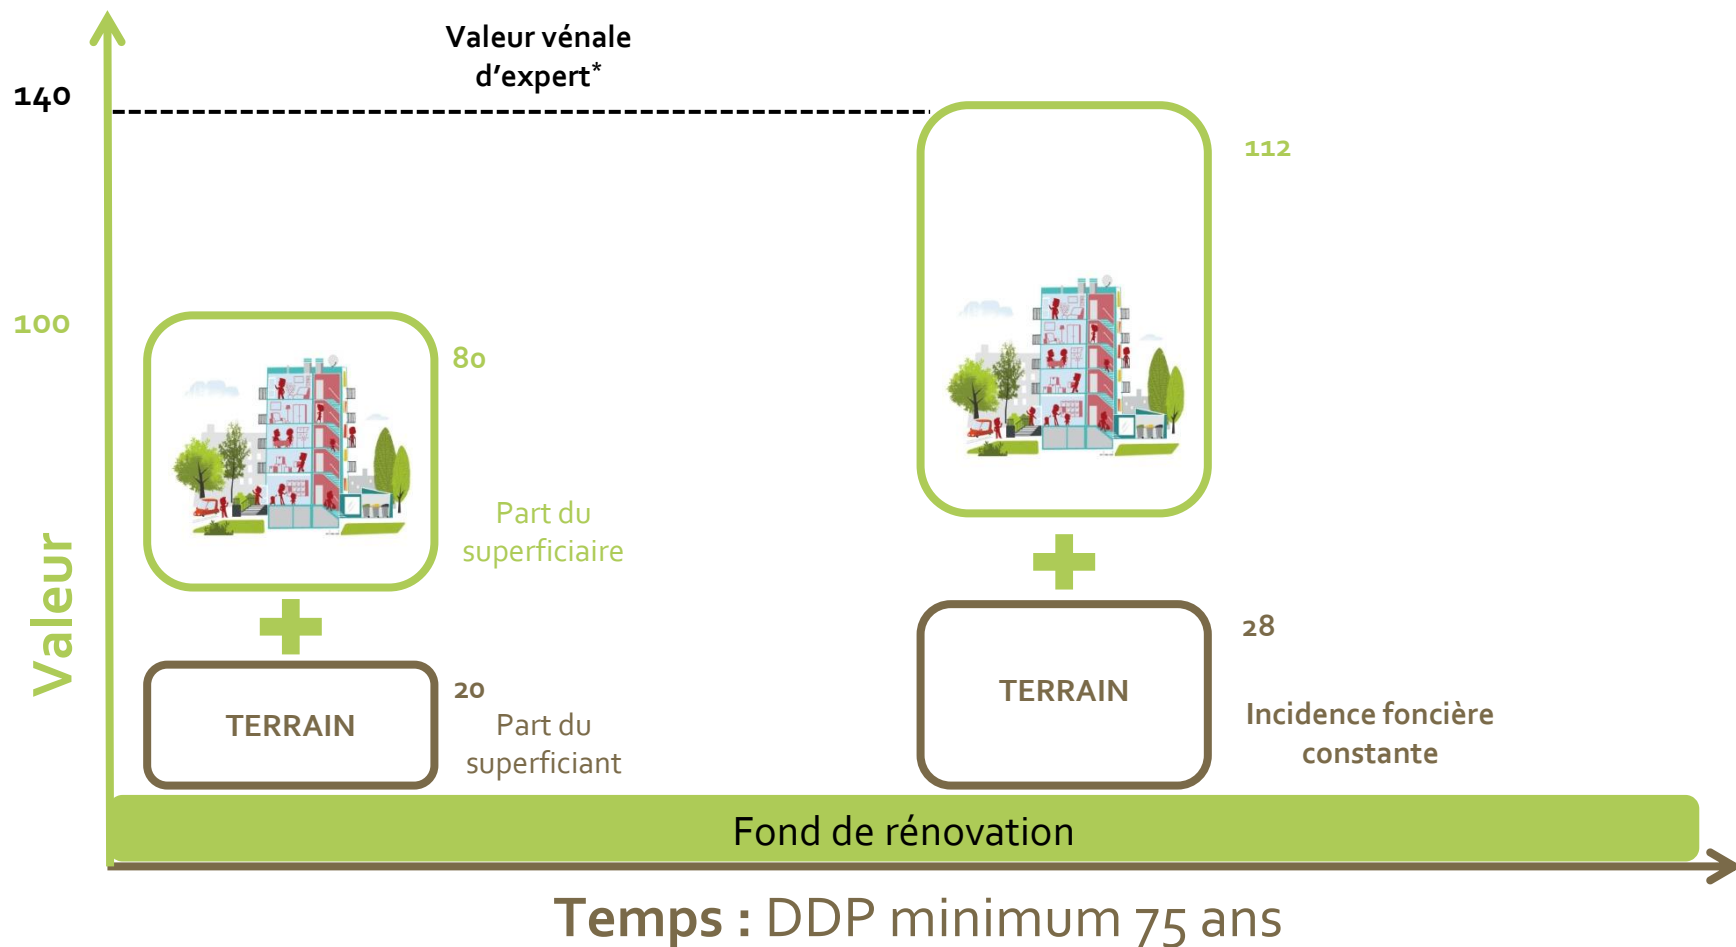 Valeur vénale
d'expert*
140
112
100
80
Part du
superficiaire
Valeur
28
20
TERRAIN
TERRAIN
Part du
superficiant
Incidence foncière
constante
Fond de rénovation
Temps : DDP minimum 75 ans